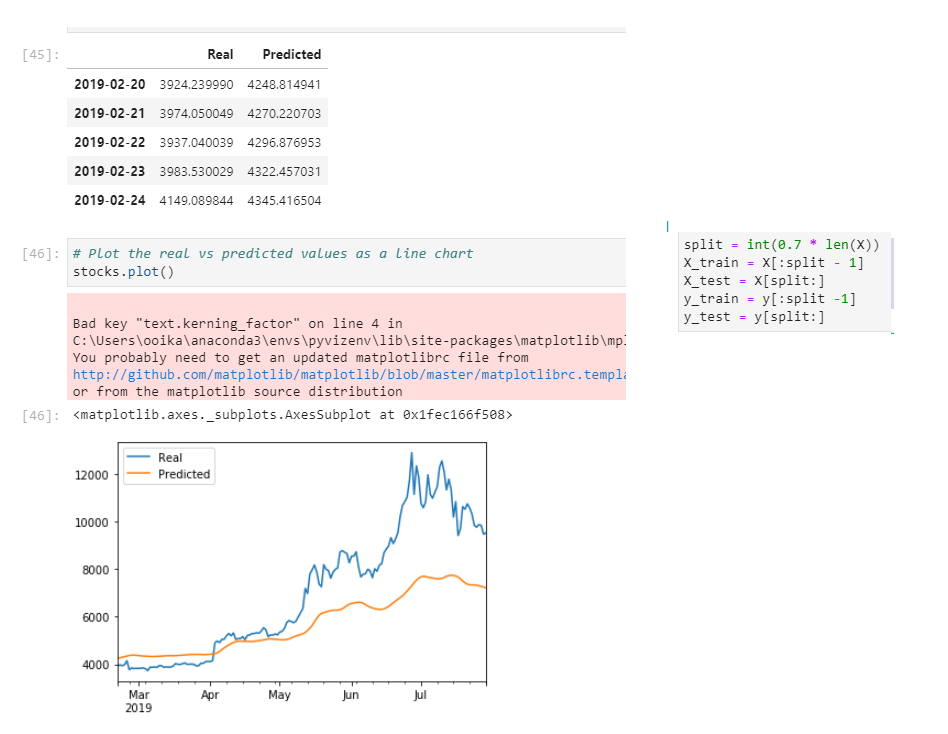 [45]:
Real Predicted
2019-02-20 3924.239990 4248.814941
2019-02-21 3974.050049 4270.220703
2019-02-22 3937.040039 4296.876953
2019-02-23 3983.530029 4322.457031
2019-02-24 4149.089844 4345.416504
[46]: # Plot the real vs predicted values as a line chart
stocks.plot()
Bad key "text.kerning_factor" on line 4 in
C:\Users\ooika\anaconda3\envs\pyvizenv\lib\site-packages\matplotlib\mpl
You probably need to get an updated matplotlibrc file from
http://github.com/matplotlib/matplotlib/blob/master/matplotlibrc.templa
or from the matplotlib source distribution
[46]: <matplotlib.axes._subplots.AxesSubplot at 0x1fec166f508>
Real
Predicted
12000
10000
8000
6000
4000
Mar Apr May Jun Jul
2019
split = int(0.7 * len(X))
X_train = X[:split - 1]
X_test = X[split:]
y_train = y[:split -1]
y_test = y[split:]